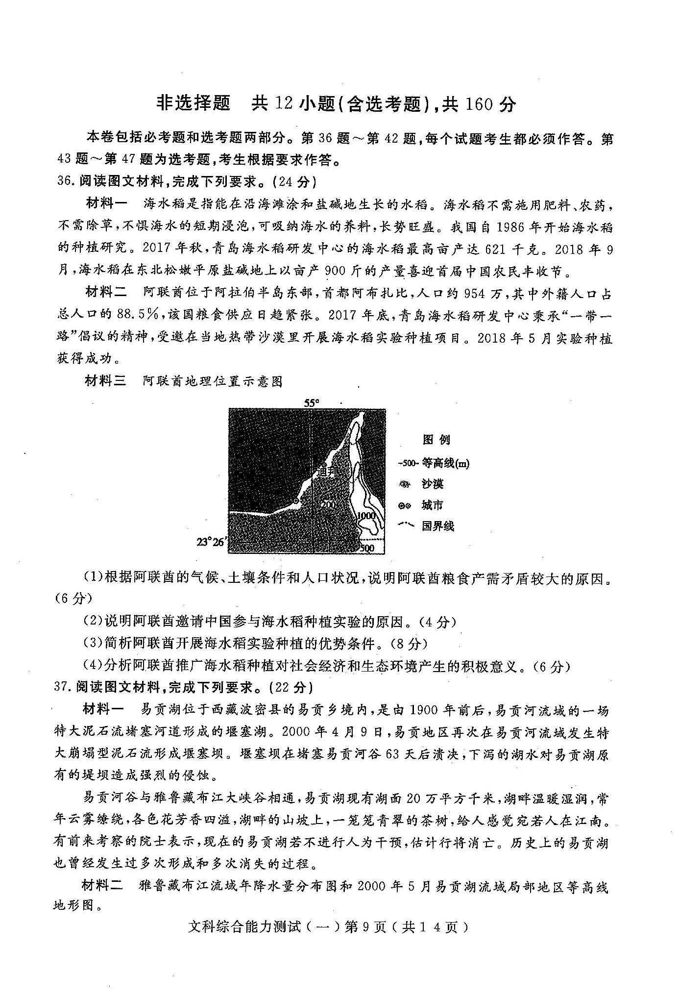 非选择题　共 12 小题(含选考题),共 160 分
本卷包括必考题和选考题两部分。第 36 题～第 42 题,每个试题考生都必须作答。第
43 题～第 47 题为选考题,考生根据要求作答。
36. 阅读图文材料,完成下列要求。(24 分)
材料一　海水稻是指能在沿海滩涂和盐碱地生长的水稻。海水稻不需施用肥料、农药,
不需除草,不惧海水的短期浸泡,可吸纳海水的养料,长势旺盛。我国自 1986 年开始海水稻
的种植研究。2017 年秋,青岛海水稻研发中心的海水稻最高亩产达 621 千克。2018 年 9
月,海水稻在东北松嫩平原盐碱地上以亩产 900 斤的产量喜迎首届中国农民丰收节。
材料二　阿联酋位于阿拉伯半岛东部,首都阿布扎比,人口约 954 万,其中外籍人口占
总人口的 88.5%,该国粮食供应日趋紧张。2017 年底,青岛海水稻研发中心秉承“一带一
路”倡议的精神,受邀在当地热带沙漠里开展海水稻实验种植项目。2018 年 5 月实验种植
获得成功。
材料三　阿联酋地理位置示意图
55°
图 例
-500- 等高线(m)
迪拜
沙漠
200
城市
1000
国界线
23°26′
500
(1)根据阿联酋的气候、土壤条件和人口状况,说明阿联酋粮食产需矛盾较大的原因。
(6 分)
(2)说明阿联酋邀请中国参与海水稻种植实验的原因。(4 分)
(3)简析阿联酋开展海水稻实验种植的优势条件。(8 分)
(4)分析阿联酋推广海水稻种植对社会经济和生态环境产生的积极意义。(6 分)
37. 阅读图文材料,完成下列要求。(22 分)
材料一　易贡湖位于西藏波密县的易贡乡境内,是由 1900 年前后,易贡河流域的一场
特大泥石流堵塞河道形成的堰塞湖。2000 年 4 月 9 日,易贡地区再次在易贡河流域发生特
大崩塌型泥石流形成堰塞坝。堰塞坝在堵塞易贡河谷 63 天后溃决,下泻的湖水对易贡湖原
有的堤坝造成强烈的侵蚀。
易贡河谷与雅鲁藏布江大峡谷相通,易贡湖现有湖面 20 万平方千米,湖畔温暖湿润,常
年云雾缭绕,各色花芳香四溢,湖畔的山坡上,一笼笼青翠的茶树,给人感觉宛若人在江南。
有前来考察的院士表示,现在的易贡湖若不进行人为干预,估计行将消亡。历史上的易贡湖
也曾经发生过多次形成和多次消失的过程。
材料二　雅鲁藏布江流域年降水量分布图和 2000 年 5 月易贡湖流域局部地区等高线
地形图。
文科综合能力测试(一)第 9 页(共 1 4 页)